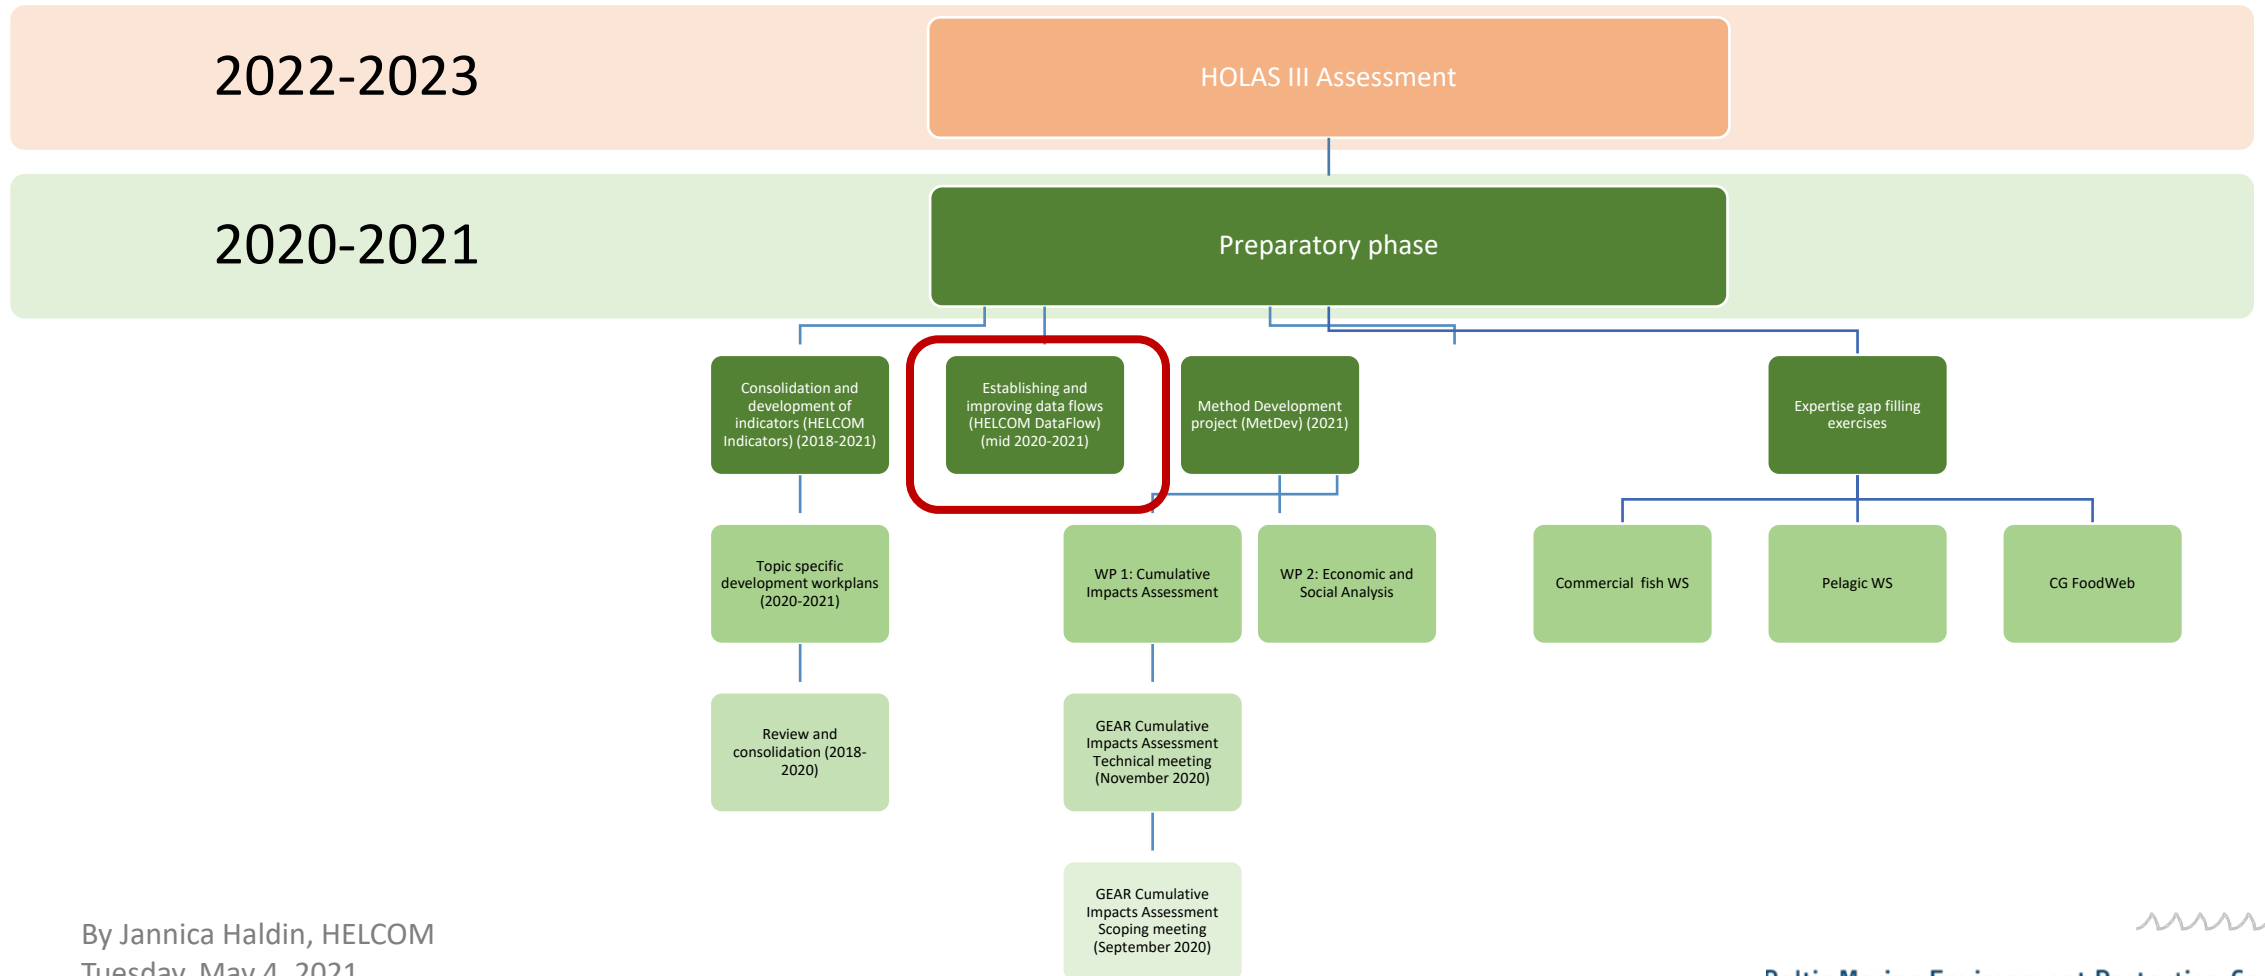 2022-2023
HOLAS III Assessment
2020-2021
Preparatory phase
Consolidation and
development of
indicators (HELCOM
Indicators) (2018-2021)
Establishing and
improving data flows
(HELCOM DataFlow)
(mid 2020-2021)
Method Development
project (MetDev) (2021)
Expertise gap filling
exercises
Topic specific
development workplans
(2020-2021)
WP 1: Cumulative
Impacts Assessment
WP 2: Economic and
Social Analysis
Commercial fish WS
Pelagic WS
CG FoodWeb
Review and
consolidation (2018-
2020)
GEAR Cumulative
Impacts Assessment
Technical meeting
(November 2020)
GEAR Cumulative
Impacts Assessment
Scoping meeting
(September 2020)
By Jannica Haldin, HELCOM
Tuesday, May 4, 2021